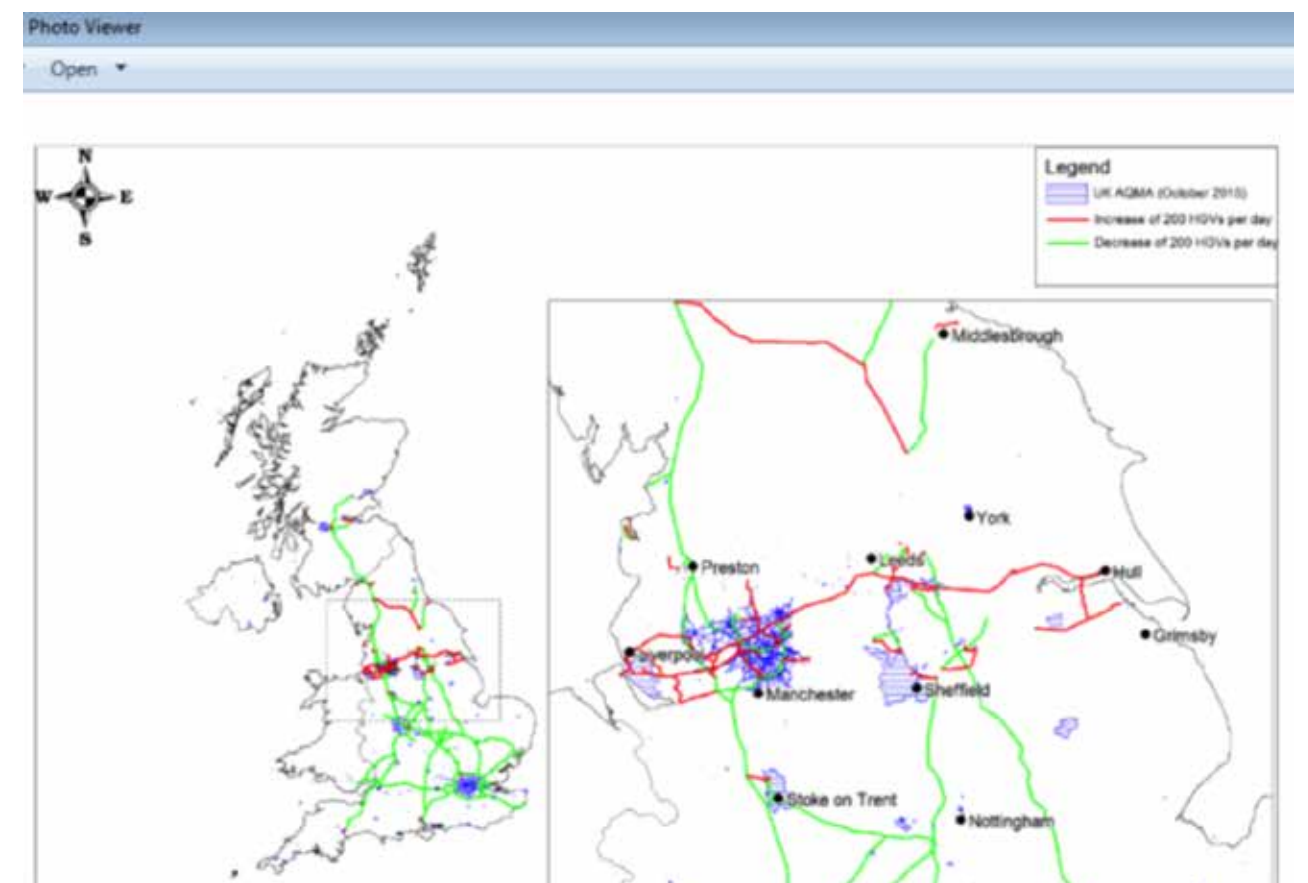 Photo Viewer
Open
N
W E
S
Legend
UK AQMA (October 2015)
Increase of 200 HGVs per day
Decrease of 200 HGVs per day
Middlesbrough
York
Leeds
Preston
Hull
Grimsby
Liverpool
Manchester
Sheffield
Stoke on Trent
Nottingham